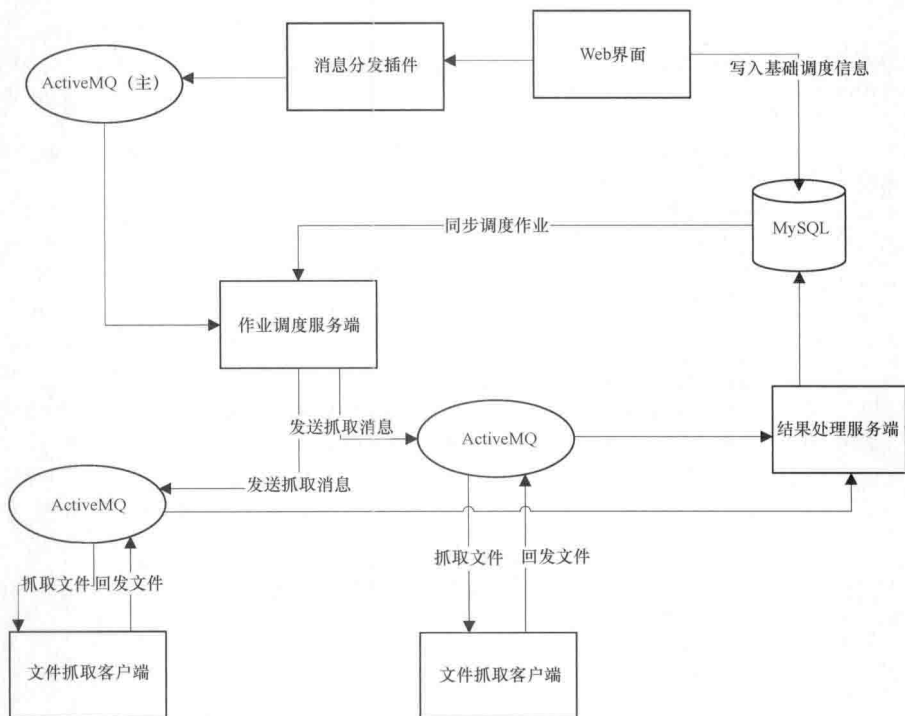 消息分发插件
Web界面
ActiveMQ（主）
写入基础调度信息
同步调度作业
MySQL
作业调度服务端
发送抓取消息
ActiveMQ
结果处理服务端
发送抓取消息
ActiveMQ
抓取文件
回发文件
抓取文件
回发文件
文件抓取客户端
文件抓取客户端